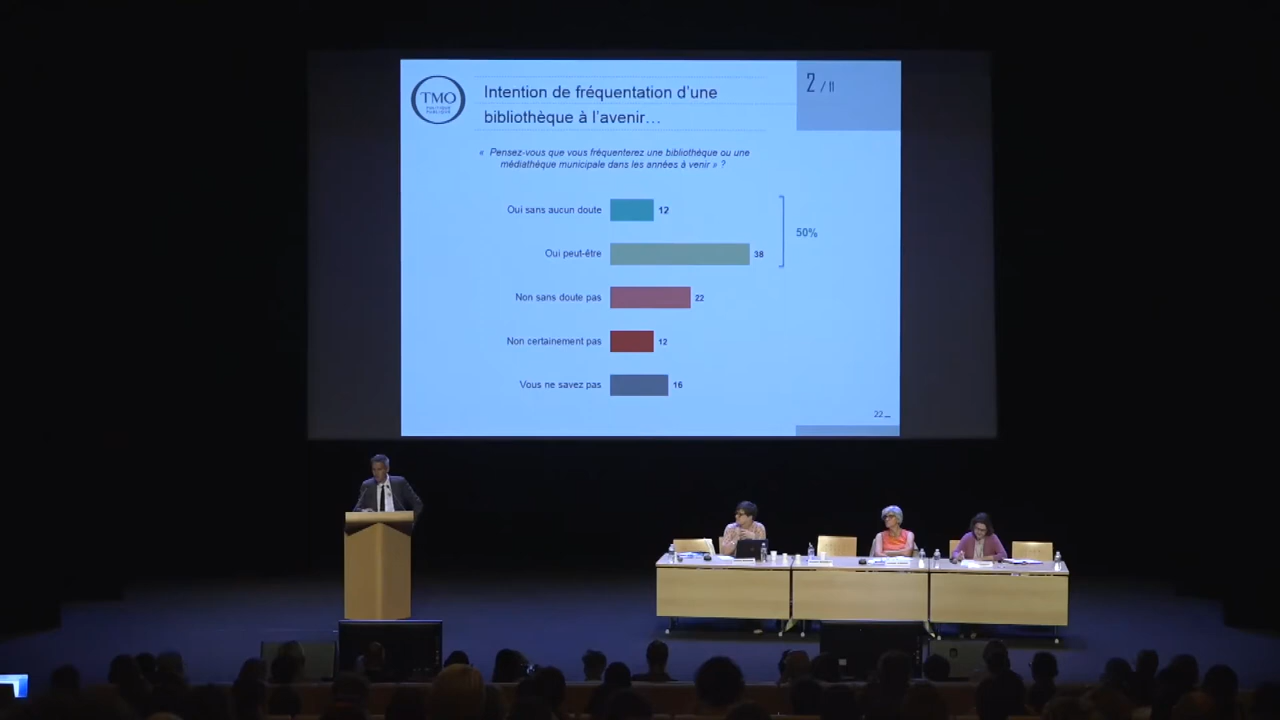 TMO
POLITIQUE
PUBLIQUE
Intention de fréquentation d'une
bibliothèque à l'avenir…
2 / 11
« Pensez-vous que vous fréquenterez une bibliothèque ou une
médiathèque municipale dans les années à venir » ?
Oui sans aucun doute 12
Oui peut-être 38
50%
Non sans doute pas 22
Non certainement pas 12
Vous ne savez pas 16
22